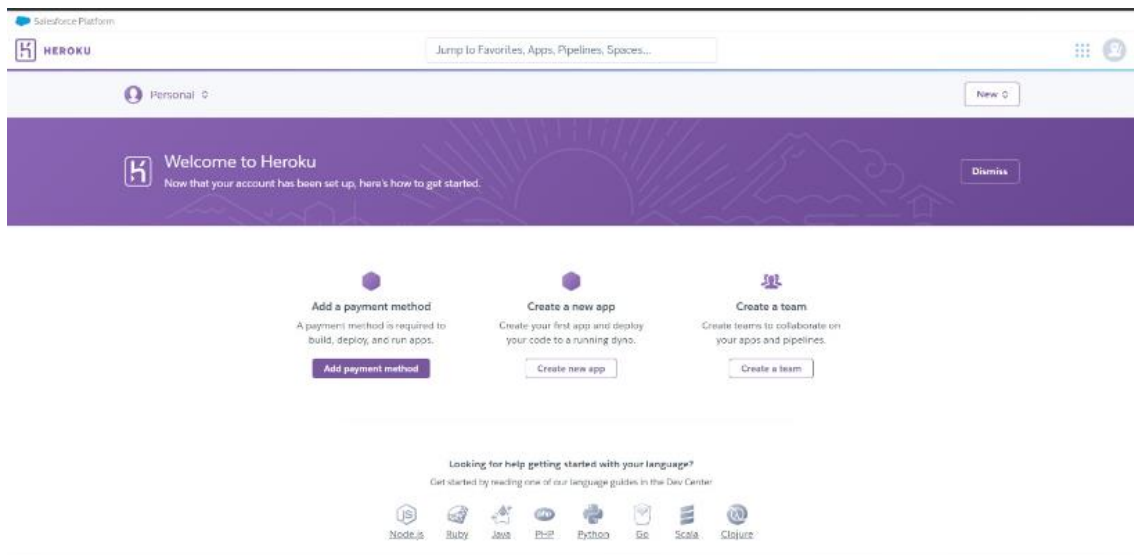 Salesforce Platform
HEROKU
Jump to Favorites, Apps, Pipelines, Spaces...
Personal
New
Welcome to Heroku
Now that your account has been set up, here's how to get started.
Dismiss
Add a payment method
A payment method is required to
build, deploy, and run apps.
Add payment method
Create a new app
Create your first app and deploy
your code to a running dyno.
Create new app
Create a team
Create teams to collaborate on
your apps and pipelines.
Create a team
Looking for help getting started with your language?
Get started by reading one of our language guides in the Dev Center
JS
php
Node.js Ruby Java PHP Python Go Scala Clojure